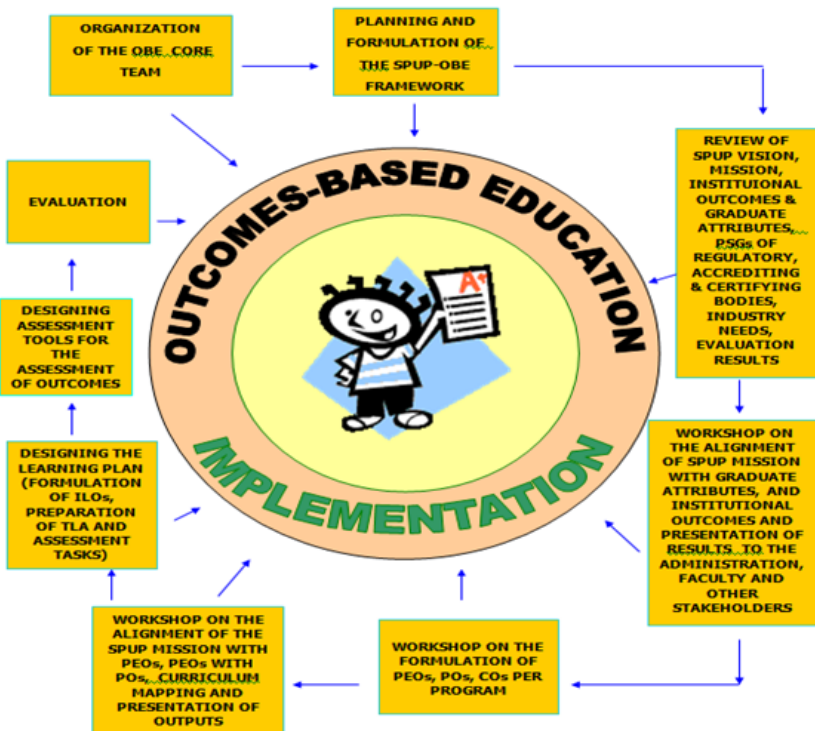 ORGANIZATION
OF THE OBE CORE
TEAM
PLANNING AND
FORMULATION OF
THE SPUP-OBE
FRAMEWORK
REVIEW OF
SPUP VISION,
MISSION,
INSTITUIONAL
OUTCOMES &
GRADUATE
ATTRIBUTES,
PSGs OF
REGULATORY,
ACCREDITING
& CERTIFYING
BODIES,
INDUSTRY
NEEDS,
EVALUATION
RESULTS
WORKSHOP ON
THE ALIGNMENT
OF SPUP MISSION
WITH GRADUATE
ATTRIBUTES, AND
INSTITUTIONAL
OUTCOMES AND
PRESENTATION OF
RESULTS TO THE
ADMINISTRATION,
FACULTY AND
OTHER
STAKEHOLDERS
WORKSHOP ON THE
FORMULATION OF
PEOs, POs, COs PER
PROGRAM
WORKSHOP ON THE
ALIGNMENT OF THE
SPUP MISSION WITH
PEOs, PEOs WITH
POs, CURRICULUM
MAPPING AND
PRESENTATION OF
OUTPUTS
DESIGNING THE
LEARNING PLAN
(FORMULATION
OF ILOs,
PREPARATION
OF TLA AND
ASSESSMENT
TASKS)
DESIGNING
ASSESSMENT
TOOLS FOR
THE
ASSESSMENT
OF OUTCOMES
EVALUATION
OUTCOMES-BASED EDUCATION
IMPLEMENTATION
A+